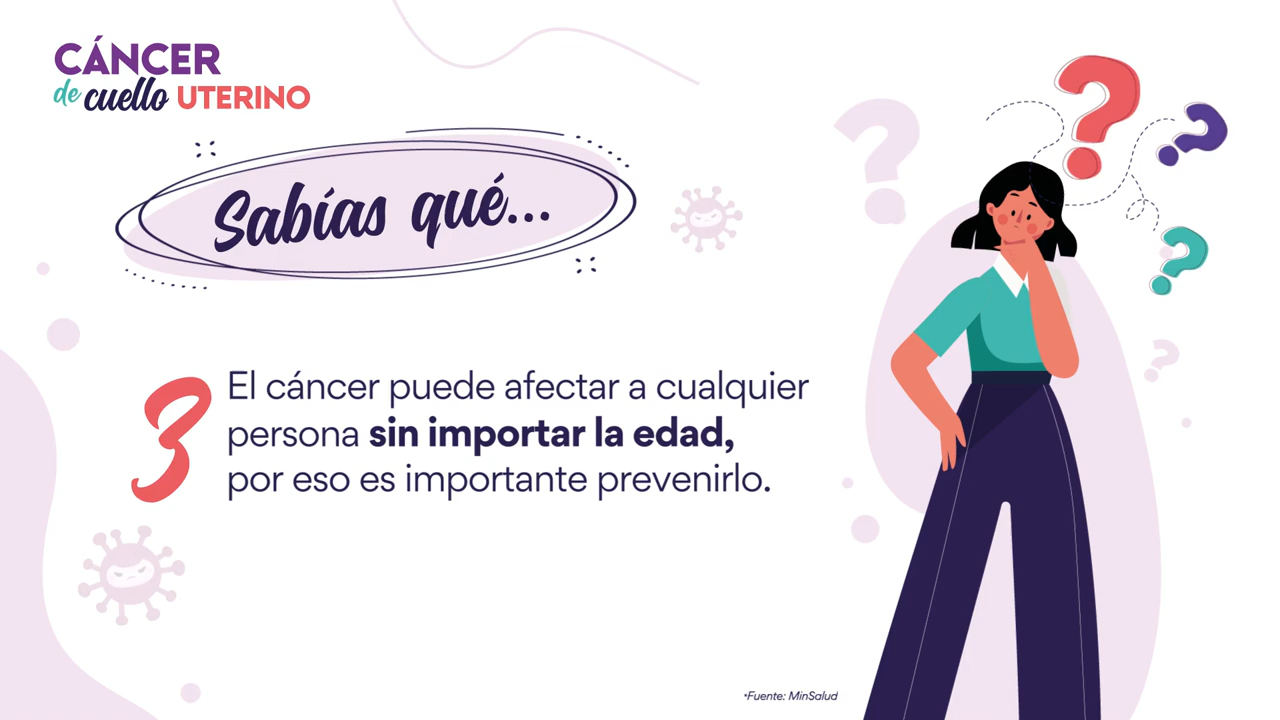 CÁNCER
de cuello UTERINO
Sabías qué...
3
El cáncer puede afectar a cualquier
persona sin importar la edad,
por eso es importante prevenirlo.
*Fuente: MinSalud